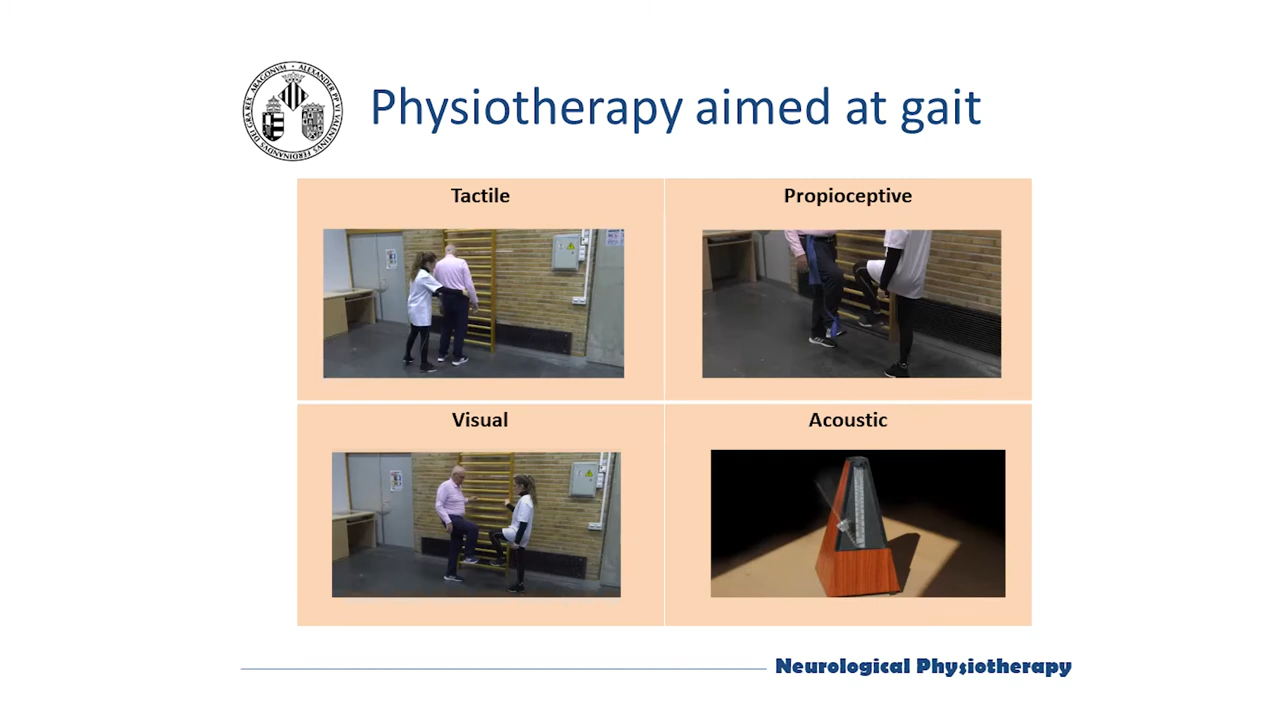 Physiotherapy aimed at gait
Tactile
Propioceptive
Visual
Acoustic
Neurological Physiotherapy